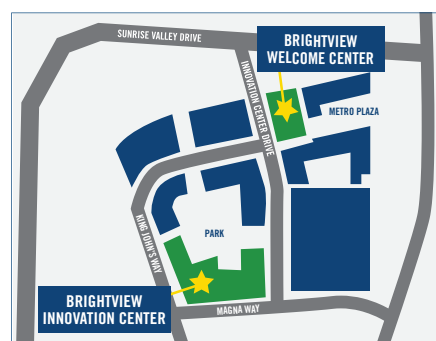 SUNRISE VALLEY DRIVE
BRIGHTVIEW
WELCOME CENTER
INNOVATION CENTER DRIVE
METRO PLAZA
KING JOHN'S WAY
PARK
BRIGHTVIEW
INNOVATION CENTER
MAGNA WAY